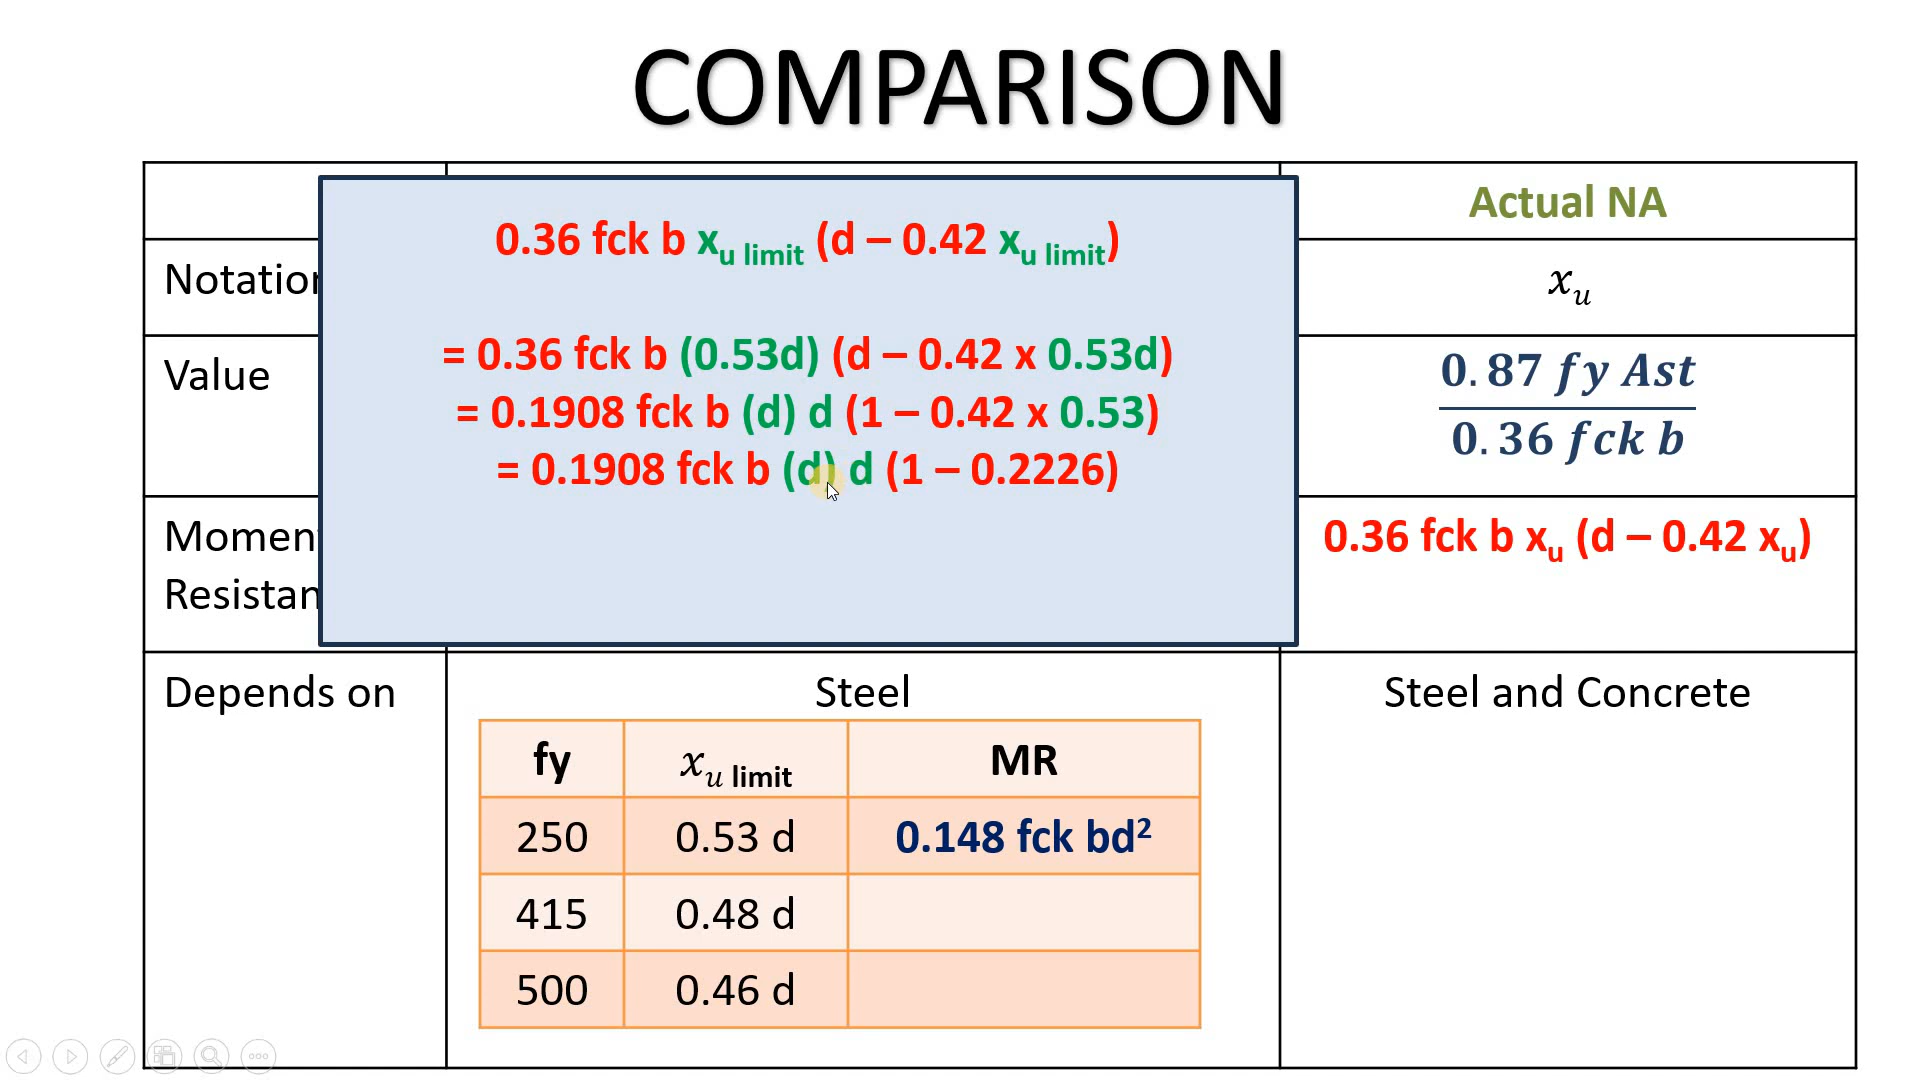 COMPARISON
Actual NA
Notation
x_u
Value
0.87 fy Ast
0.36 fck b
Momen
Resistan
0.36 fck b x_u (d – 0.42 x_u)
0.36 fck b x_u limit (d – 0.42 x_u limit)
= 0.36 fck b (0.53d) (d – 0.42 x 0.53d)
= 0.1908 fck b (d) d (1 – 0.42 x 0.53)
= 0.1908 fck b (d) d (1 – 0.2226)
Depends on
Steel
Steel and Concrete
fy x_u limit MR
250 0.53 d 0.148 fck bd²
415 0.48 d
500 0.46 d